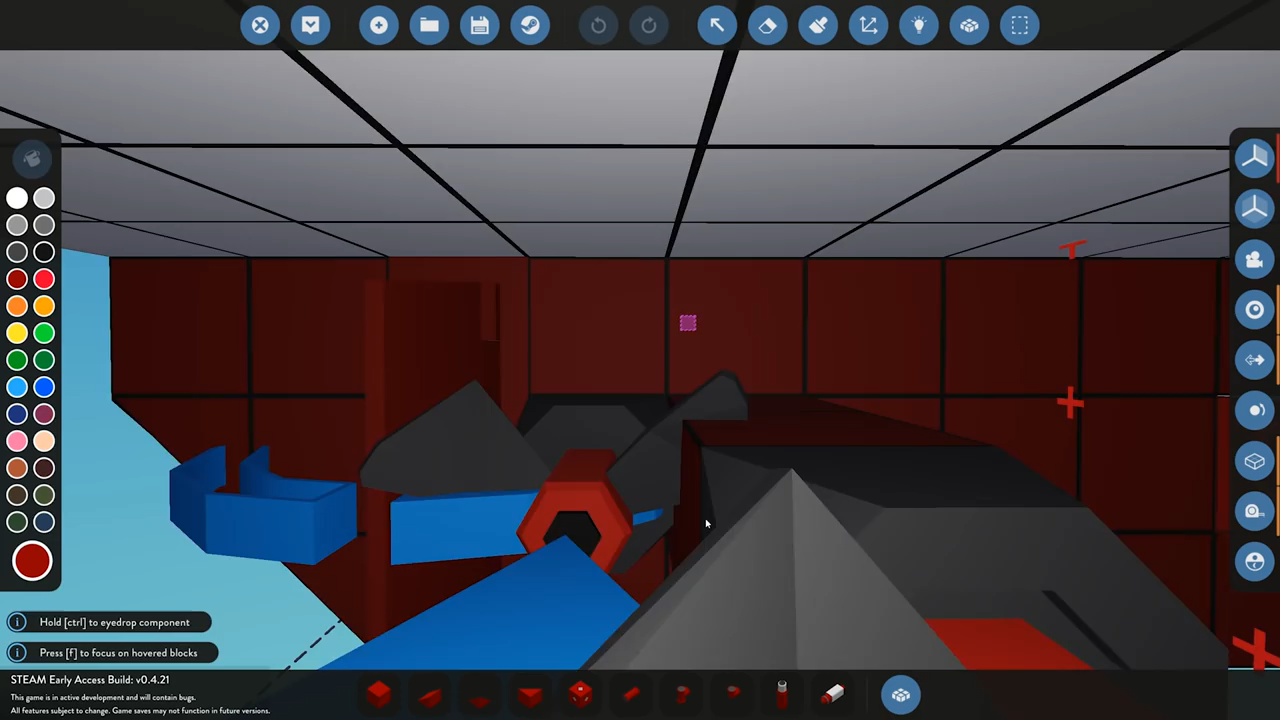 Hold [ctrl] to eyedrop component
Press [f] to focus on hovered blocks
STEAM Early Access Build: v0.4.21
This game is in active development and will contain bugs.
All features subject to change. Game saves may not function in future versions.